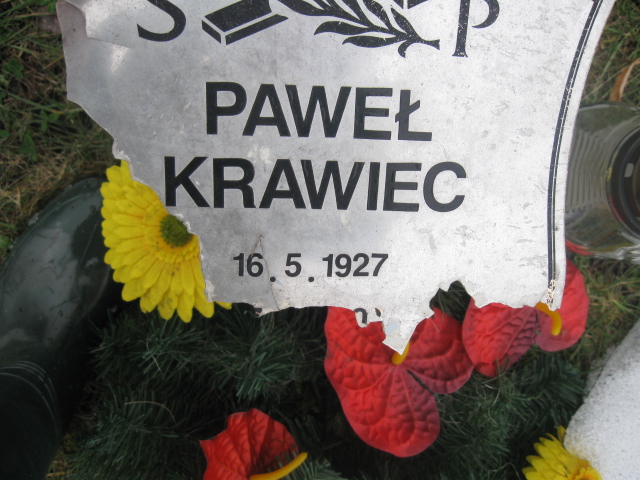 S P
PAWEŁ
KRAWIEC
16.5.1927